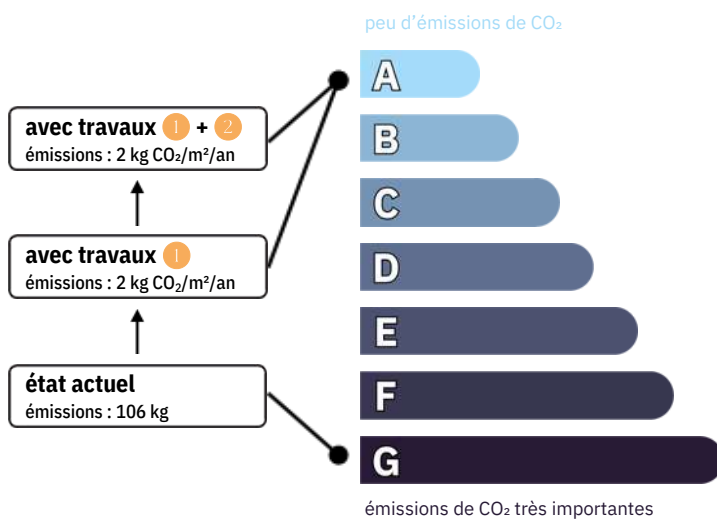 peu d’émissions de CO₂
A
avec travaux 1 + 2
émissions : 2 kg CO₂/m²/an
B
C
avec travaux 1
émissions : 2 kg CO₂/m²/an
D
E
état actuel
émissions : 106 kg
F
G
émissions de CO₂ très importantes